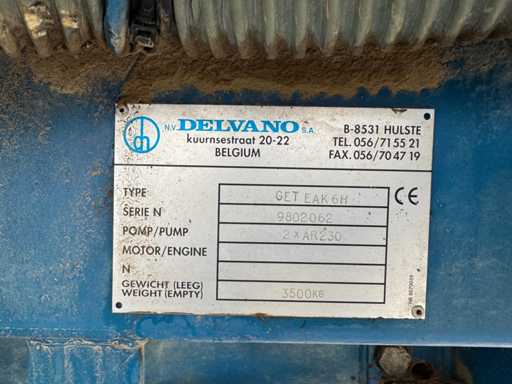 N.V. DELVANO S.A.
kuurnsestraat 20-22
BELGIUM
B-8531 HULSTE
TEL. 056/71 55 21
FAX. 056/70 47 19
TYPE GET EAK 6H
SERIE N 9802062
POMP/PUMP 2 x AR230
MOTOR/ENGINE
N
GEWICHT (LEEG)
WEIGHT (EMPTY) 3500KG
CE